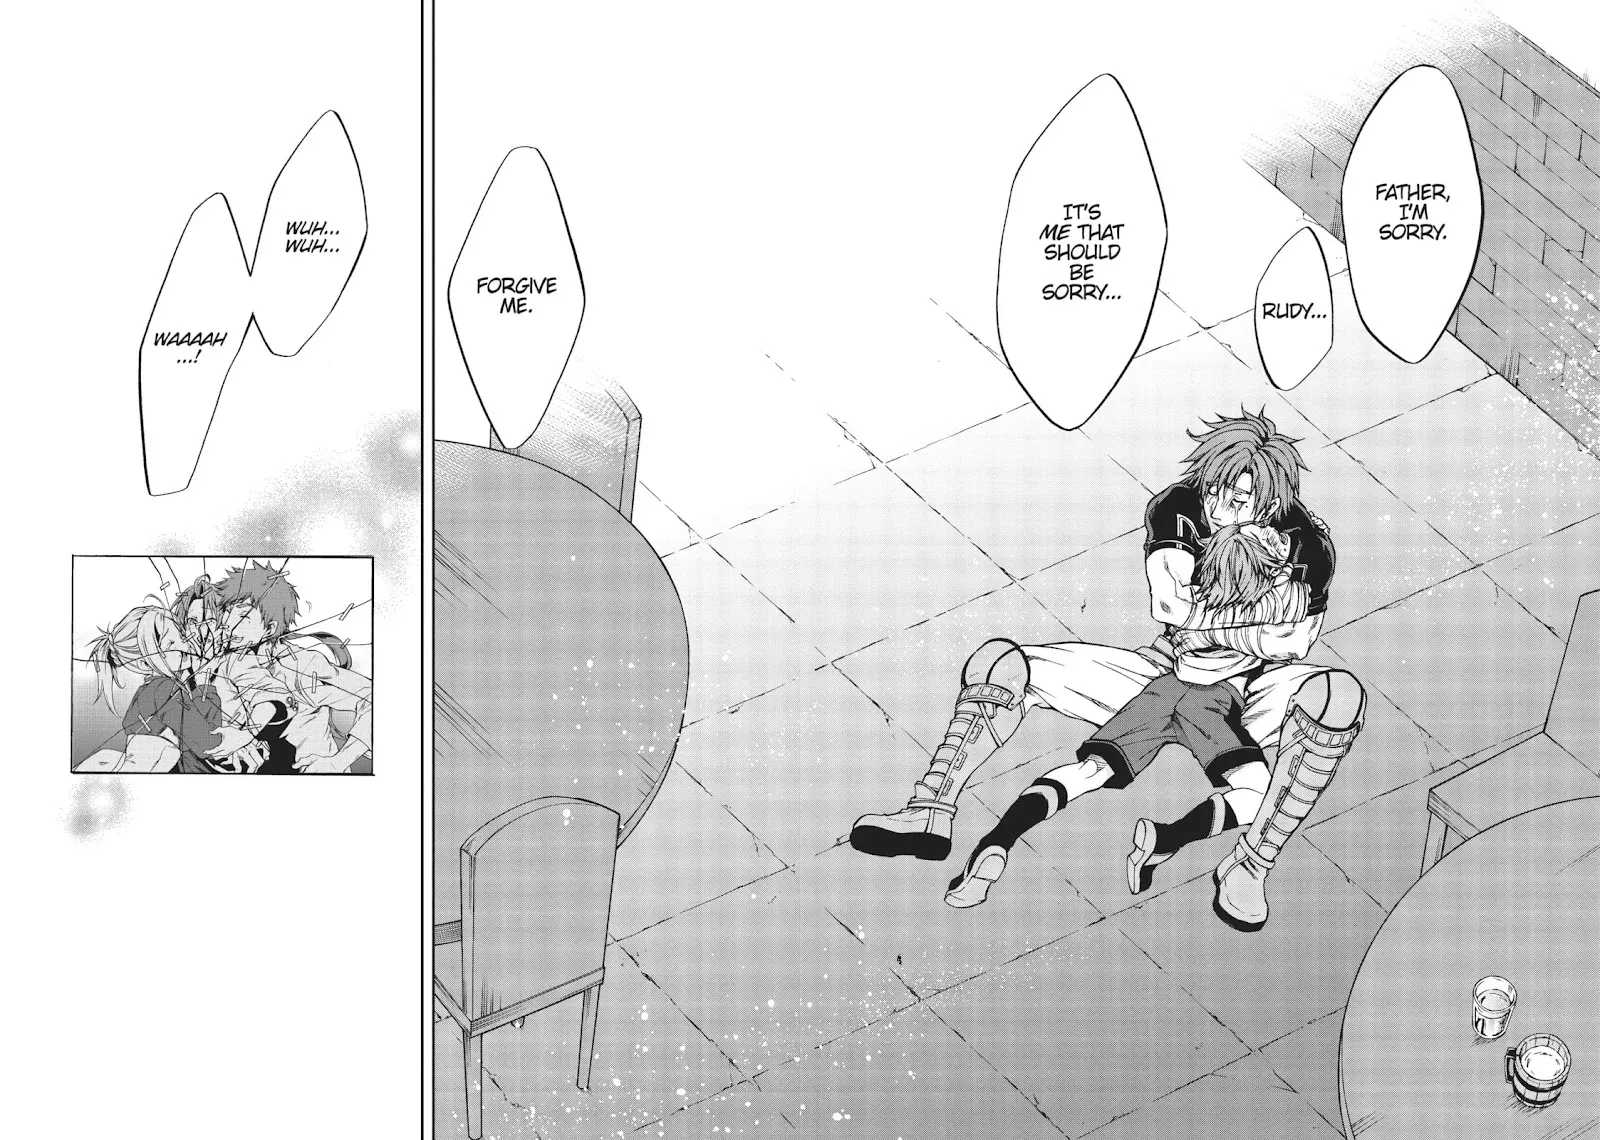 FATHER,
I'M
SORRY.
RUDY...
IT'S
ME THAT
SHOULD
BE
SORRY...
FORGIVE
ME.
WUH...
WUH...
WAAAAH
...!